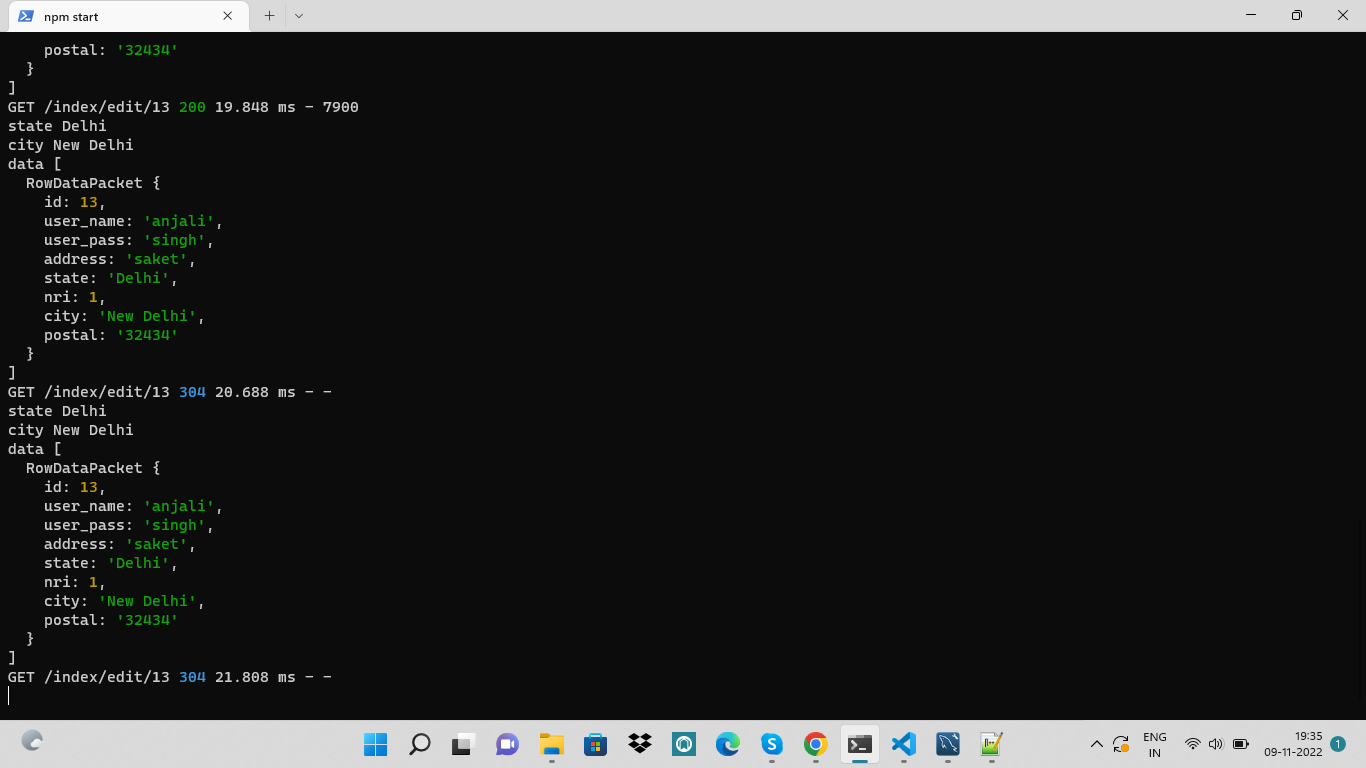 npm start
postal: '32434'
}
]
GET /index/edit/13 200 19.848 ms - 7900
state Delhi
city New Delhi
data [
RowDataPacket {
id: 13,
user_name: 'anjali',
user_pass: 'singh',
address: 'saket',
state: 'Delhi',
nri: 1,
city: 'New Delhi',
postal: '32434'
}
]
GET /index/edit/13 304 20.688 ms - -
state Delhi
city New Delhi
data [
RowDataPacket {
id: 13,
user_name: 'anjali',
user_pass: 'singh',
address: 'saket',
state: 'Delhi',
nri: 1,
city: 'New Delhi',
postal: '32434'
}
]
GET /index/edit/13 304 21.808 ms - -
ENG
IN
19:35
09-11-2022
1